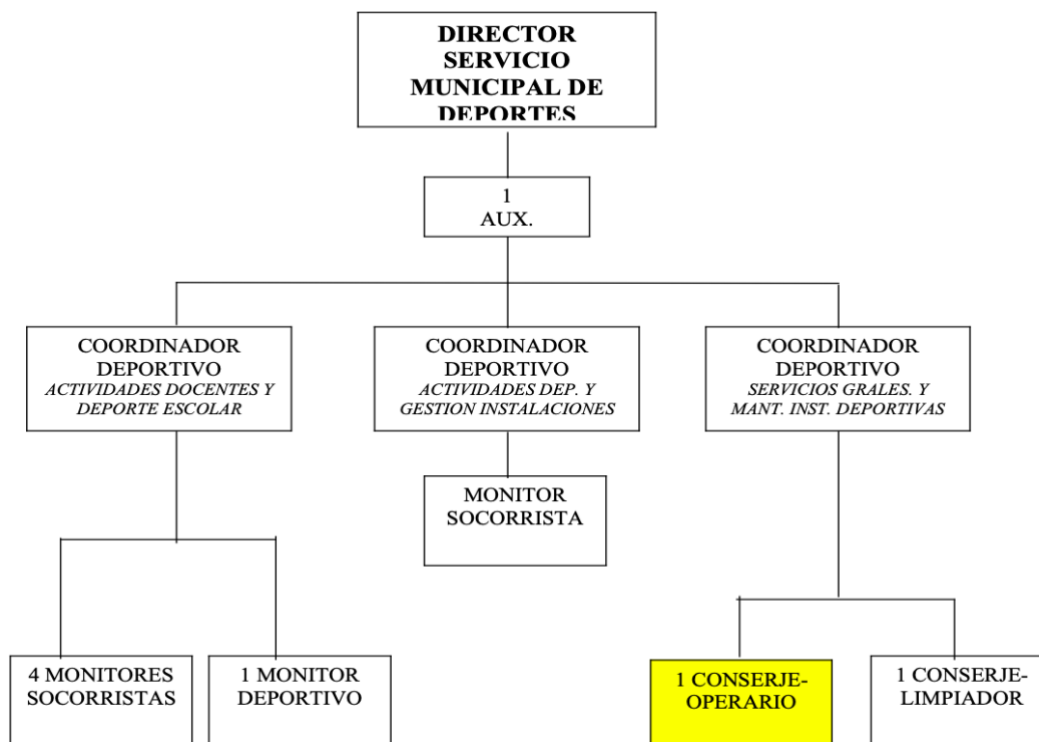 DIRECTOR
SERVICIO
MUNICIPAL DE
DEPORTES
1
AUX.
COORDINADOR
DEPORTIVO
ACTIVIDADES DOCENTES Y
DEPORTE ESCOLAR
COORDINADOR
DEPORTIVO
ACTIVIDADES DEP. Y
GESTION INSTALACIONES
COORDINADOR
DEPORTIVO
SERVICIOS GRALES. Y
MANT. INST. DEPORTIVAS
MONITOR
SOCORRISTA
4 MONITORES
SOCORRISTAS
1 MONITOR
DEPORTIVO
1 CONSERJE-
OPERARIO
1 CONSERJE-
LIMPIADOR